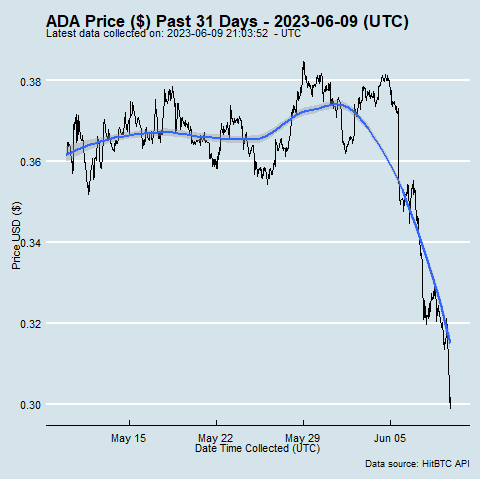 ADA Price ($) Past 31 Days - 2023-06-09 (UTC)
Latest data collected on: 2023-06-09 21:03:52 - UTC
0.38
0.36
0.34
0.32
0.30
Price USD ($)
May 15
May 22
May 29
Jun 05
Date Time Collected (UTC)
Data source: HitBTC API